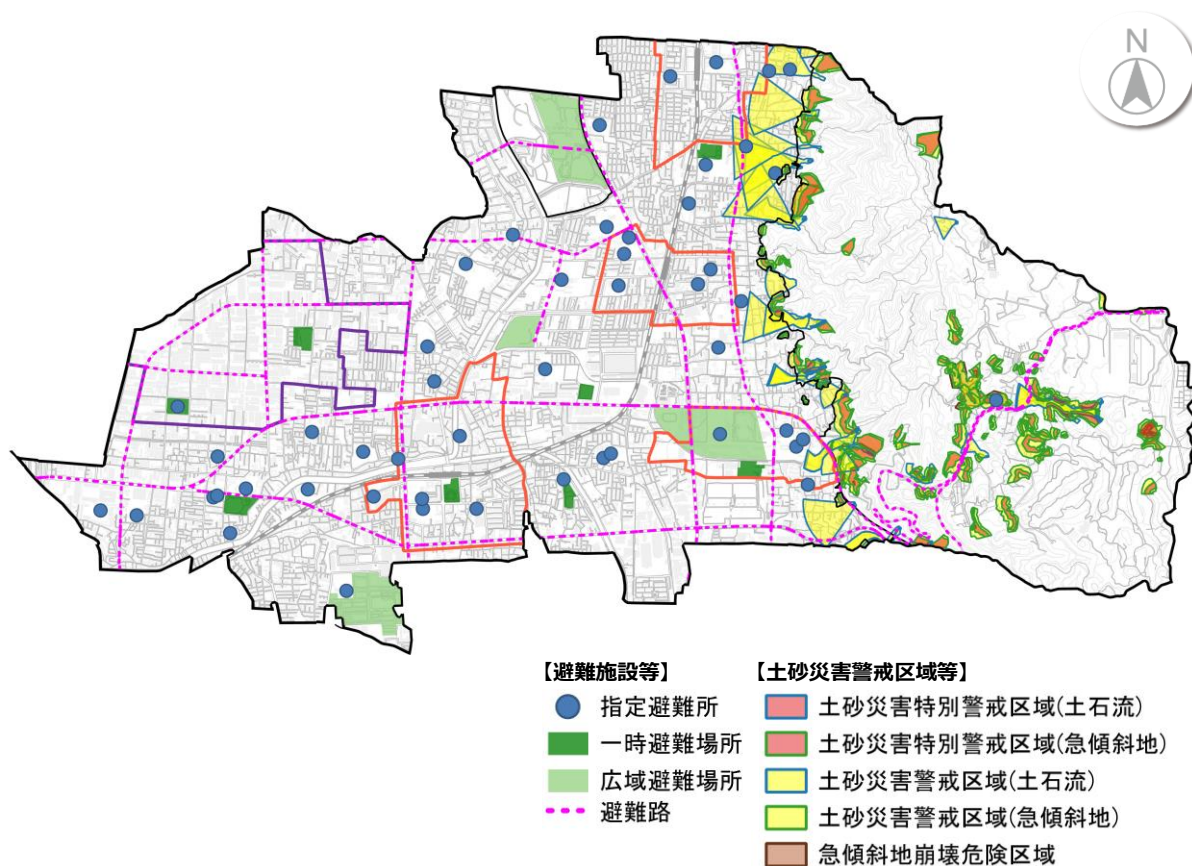 N
【避難施設等】
指定避難所
一時避難場所
広域避難場所
避難路
【土砂災害警戒区域等】
土砂災害特別警戒区域(土石流)
土砂災害特別警戒区域(急傾斜地)
土砂災害警戒区域(土石流)
土砂災害警戒区域(急傾斜地)
急傾斜地崩壊危険区域